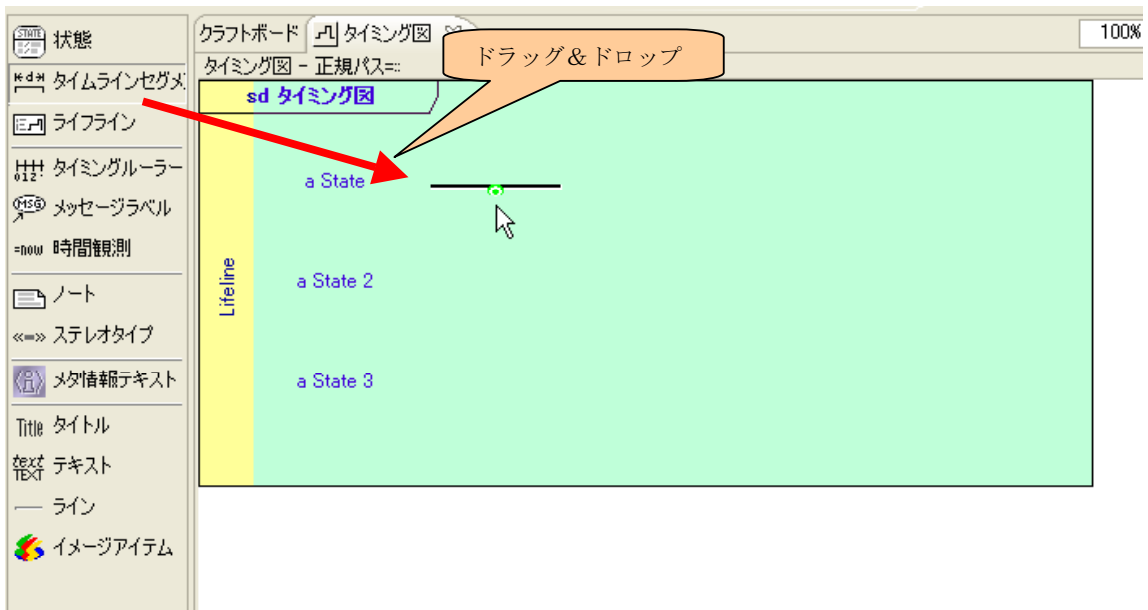 状態
タイムラインセグメ
ライフライン
タイミングルーラー
メッセージラベル
=now 時間観測
ノート
«=» ステレオタイプ
メタ情報テキスト
Title タイトル
text TEXT テキスト
ライン
イメージアイテム
クラフトボード タイミング図
100%
タイミング図 - 正規パス=::
ドラッグ＆ドロップ
sd タイミング図
Lifeline
a State
a State 2
a State 3
STATE
012
MSG